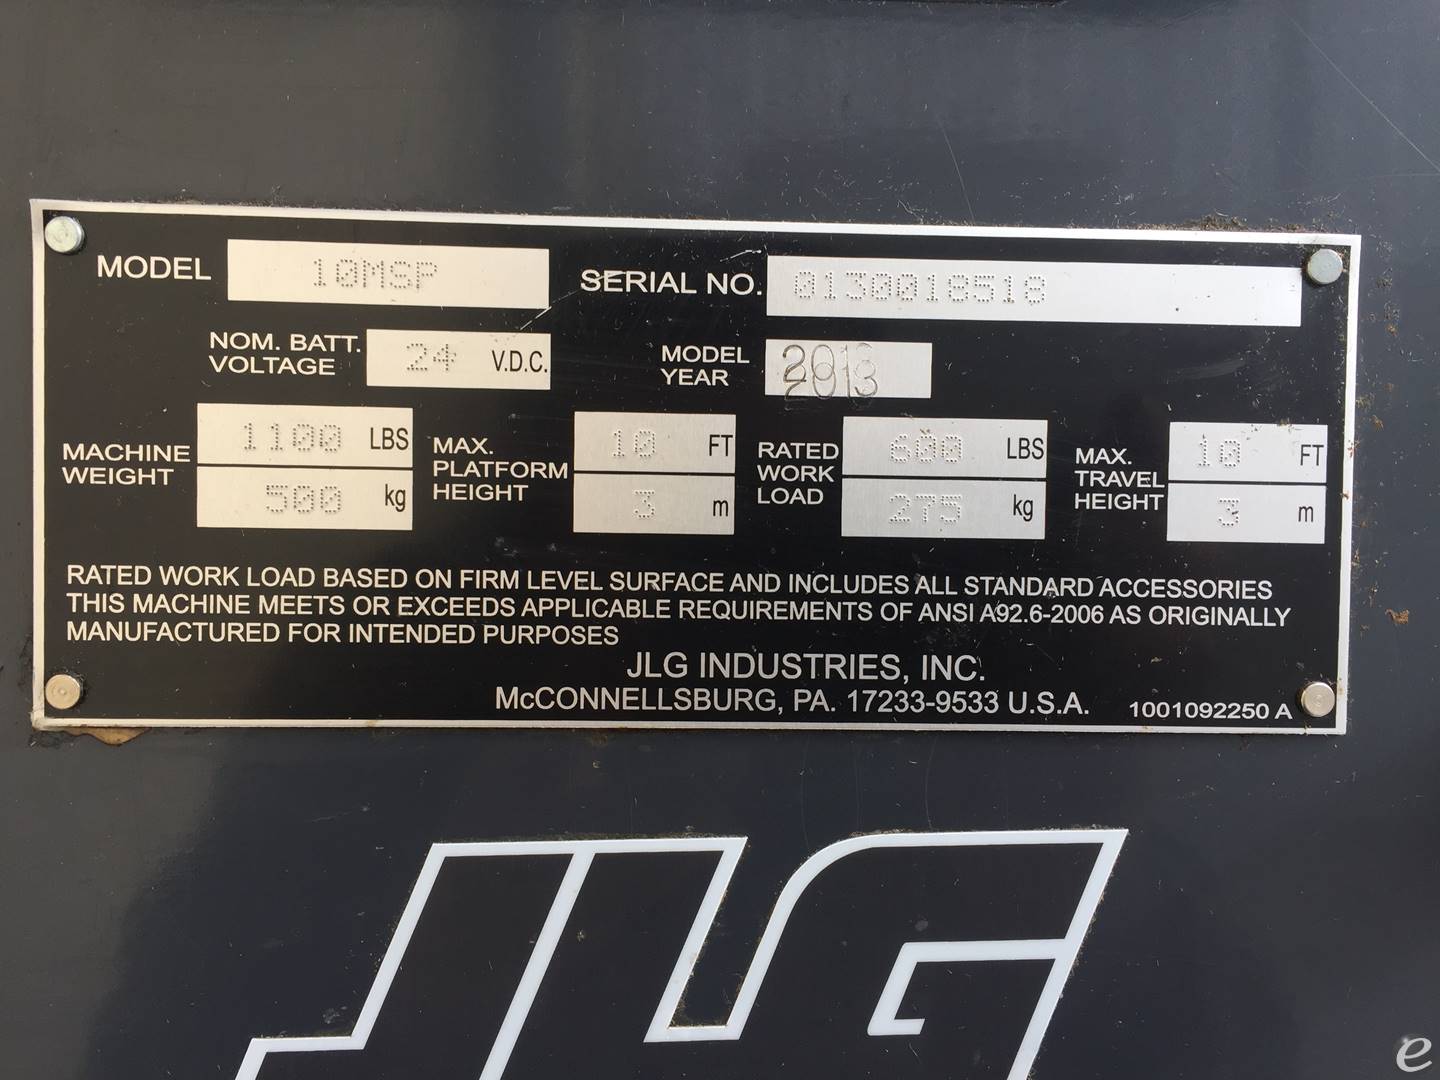 MODEL 10MSP SERIAL NO. 0130018518
NOM. BATT. VOLTAGE 24 V.D.C. MODEL YEAR 2013
MACHINE WEIGHT 1100 LBS 500 kg
MAX. PLATFORM HEIGHT 10 FT 3 m
RATED WORK LOAD 600 LBS 275 kg
MAX. TRAVEL HEIGHT 10 FT 3 m
RATED WORK LOAD BASED ON FIRM LEVEL SURFACE AND INCLUDES ALL STANDARD ACCESSORIES
THIS MACHINE MEETS OR EXCEEDS APPLICABLE REQUIREMENTS OF ANSI A92.6-2006 AS ORIGINALLY
MANUFACTURED FOR INTENDED PURPOSES
JLG INDUSTRIES, INC.
McCONNELLSBURG, PA. 17233-9533 U.S.A. 1001092250 A
JLG
e